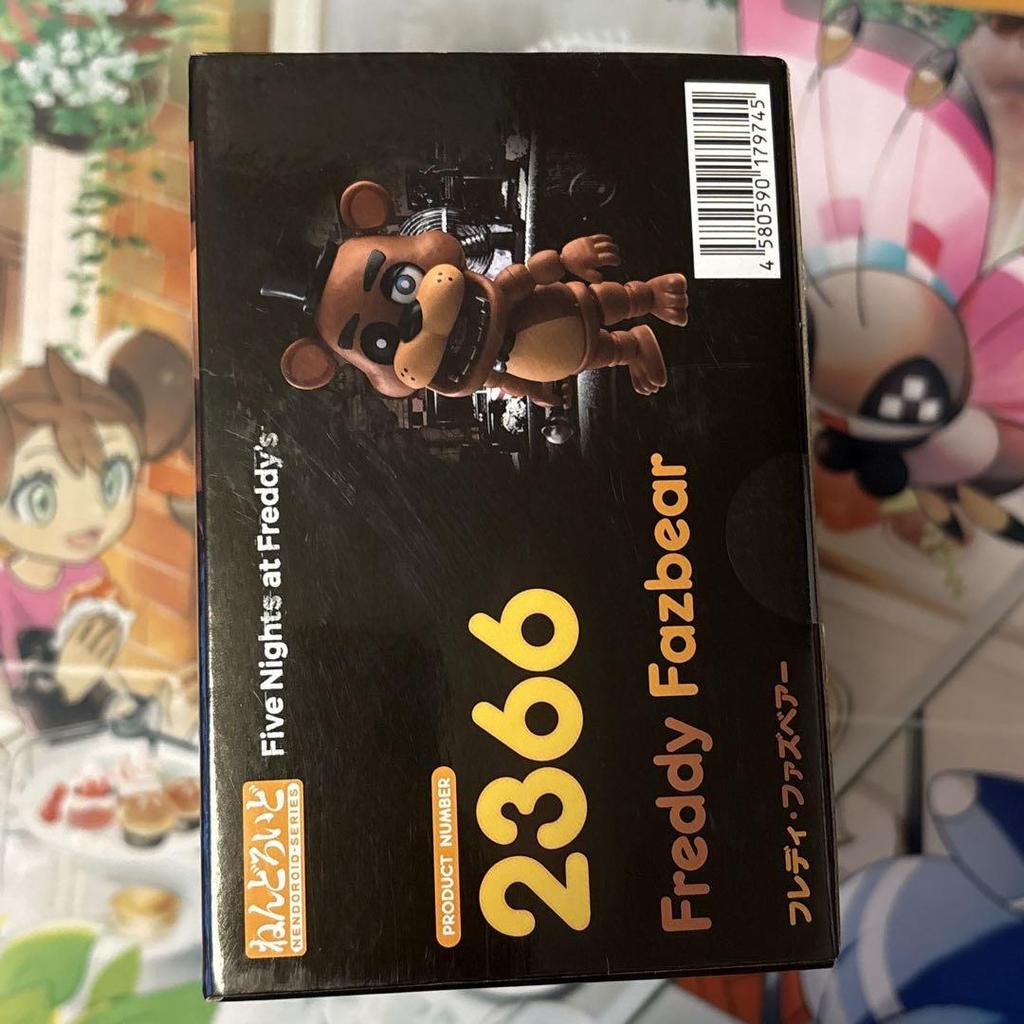 ねんどろいど
NENDOROID-SERIES
Five Nights at Freddy's
PRODUCT NUMBER
2366
Freddy Fazbear
フレディ・ファズベアー
4 580590 179745